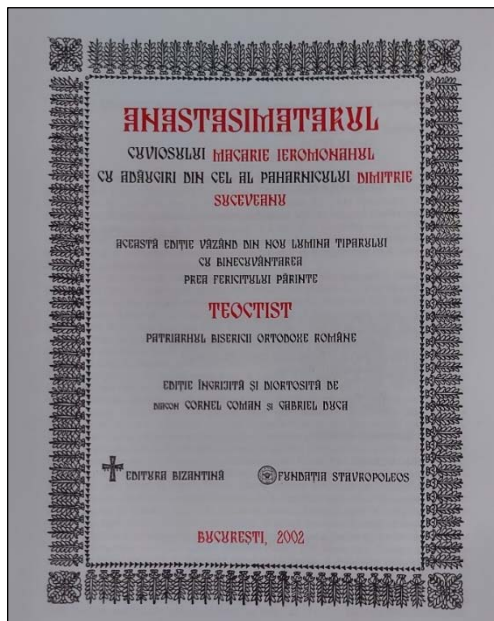 ANASTASIMATARUL
CUVIOSULUI MACARIE IEROMONAHUL
CU ADĂUGIRI DIN CEL AL PAHARNICULUI DIMITRIE
SUCEVEANU
ACEASTĂ EDIȚIE VĂZÂND DIN NOU LUMINA TIPARULUI
CU BINECUVÂNTAREA
PREA FERICITULUI PĂRINTE
TEOCTIST
PATRIARHUL BISERICII ORTODOXE ROMÂNE
EDIȚIE ÎNGRIJITĂ ȘI DIORTOSITĂ DE
DIACON CORNEL COMAN ȘI GABRIEL DUCA
EDITURA BIZANTINĂ FUNDAȚIA STAVROPOLEOS
BUCUREȘTI, 2002